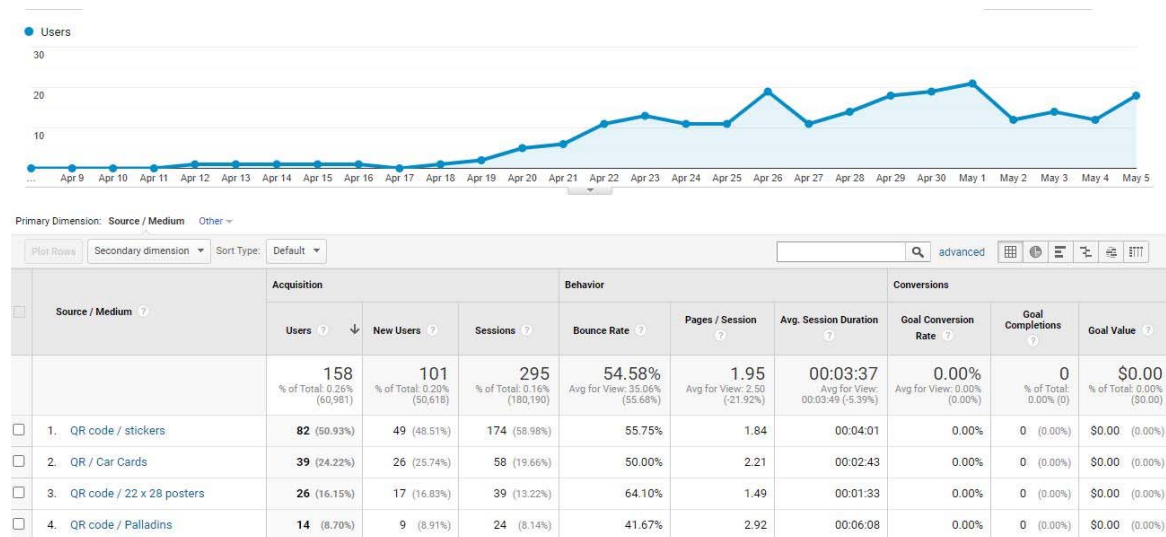 Users
30
20
10
... Apr 9 Apr 10 Apr 11 Apr 12 Apr 13 Apr 14 Apr 15 Apr 16 Apr 17 Apr 18 Apr 19 Apr 20 Apr 21 Apr 22 Apr 23 Apr 24 Apr 25 Apr 26 Apr 27 Apr 28 Apr 29 Apr 30 May 1 May 2 May 3 May 4 May 5
Primary Dimension: Source / Medium Other
Plot Rows Secondary dimension Sort Type: Default advanced
Acquisition Behavior Conversions
Source / Medium ? Users ? New Users ? Sessions ? Bounce Rate ? Pages / Session ? Avg. Session Duration ? Goal Conversion Rate ? Goal Completions ? Goal Value ?
158 101 295 54.58% 1.95 00:03:37 0.00% 0 $0.00
% of Total: 0.26% (60,981) % of Total: 0.20% (50,618) % of Total: 0.16% (180,190) Avg for View: 35.06% (55.68%) Avg for View: 2.50 (-21.92%) Avg for View: 00:03:49 (-5.39%) Avg for View: 0.00% (0.00%) % of Total: 0.00% (0) % of Total: 0.00% ($0.00)
1. QR code / stickers 82 (50.93%) 49 (48.51%) 174 (58.98%) 55.75% 1.84 00:04:01 0.00% 0 (0.00%) $0.00 (0.00%)
2. QR / Car Cards 39 (24.22%) 26 (25.74%) 58 (19.66%) 50.00% 2.21 00:02:43 0.00% 0 (0.00%) $0.00 (0.00%)
3. QR code / 22 x 28 posters 26 (16.15%) 17 (16.83%) 39 (13.22%) 64.10% 1.49 00:01:33 0.00% 0 (0.00%) $0.00 (0.00%)
4. QR code / Palladins 14 (8.70%) 9 (8.91%) 24 (8.14%) 41.67% 2.92 00:06:08 0.00% 0 (0.00%) $0.00 (0.00%)